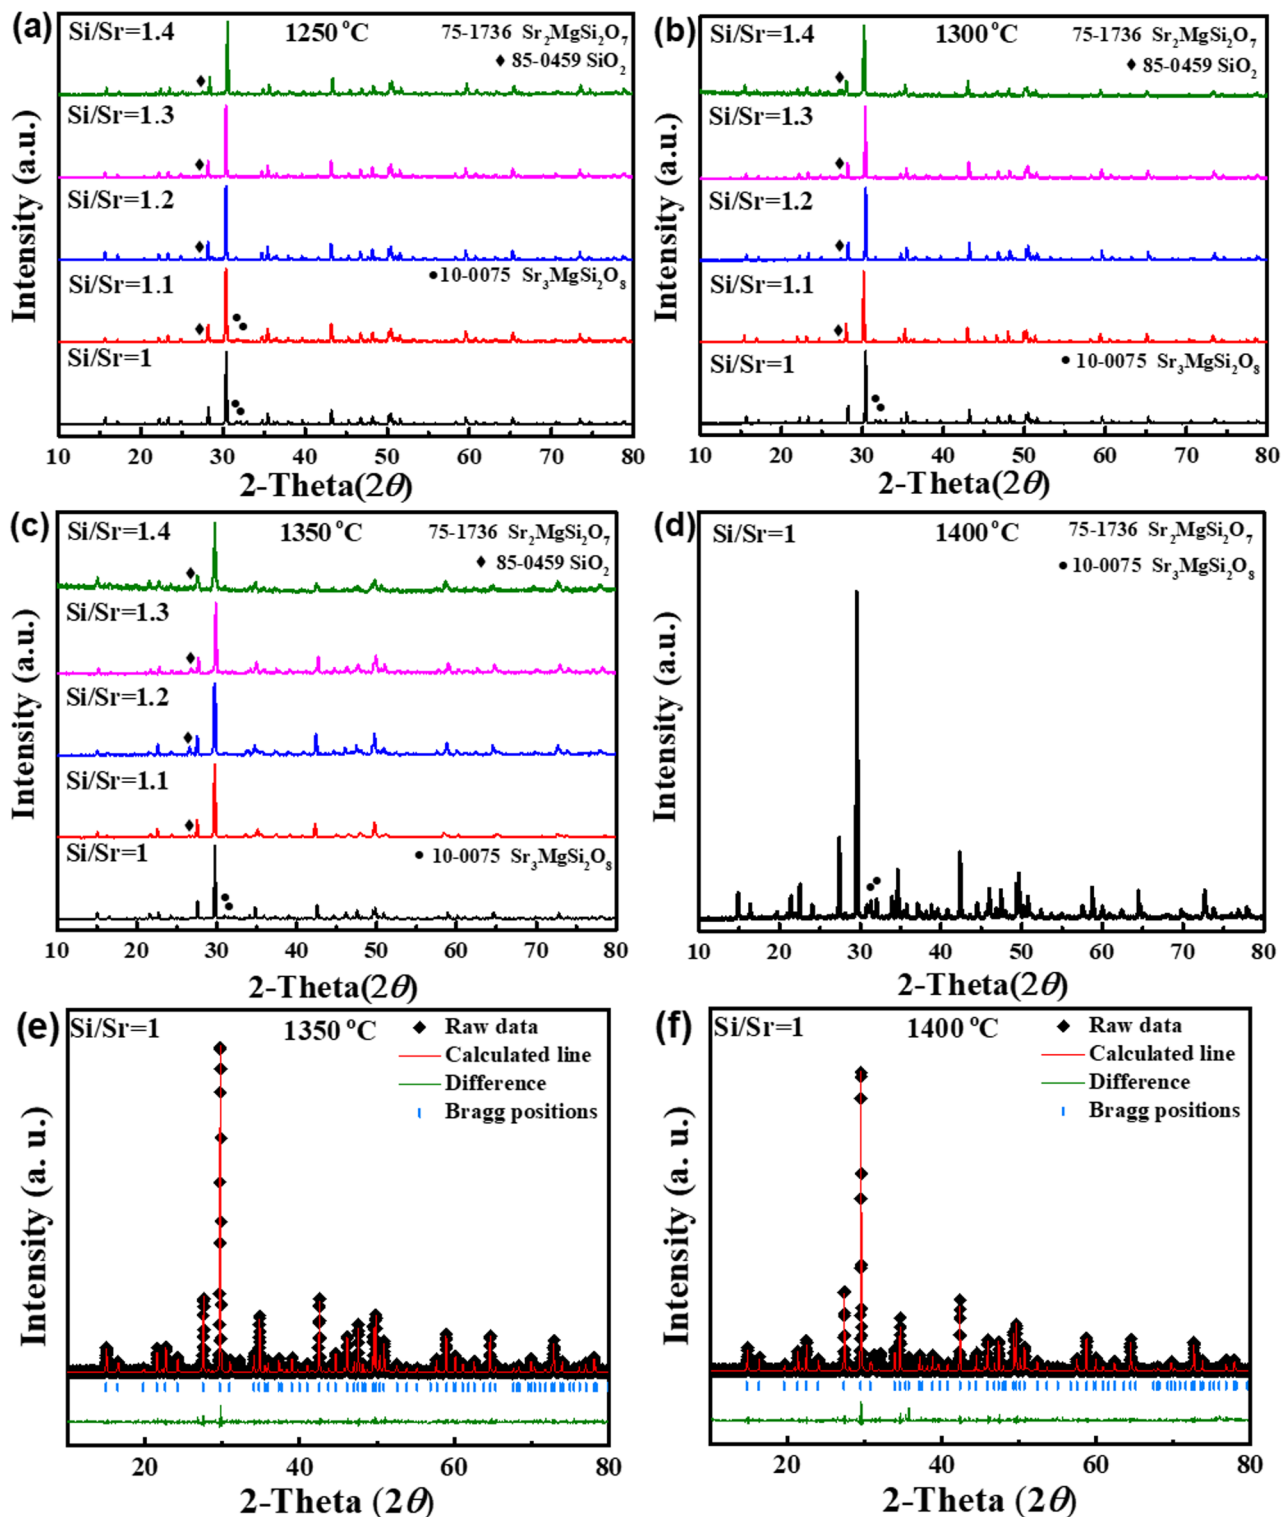 (a)
Si/Sr=1.4
1250 °C
75-1736 Sr₂MgSi₂O₇
♦ 85-0459 SiO₂
Si/Sr=1.3
Si/Sr=1.2
● 10-0075 Sr₃MgSi₂O₈
Si/Sr=1.1
Si/Sr=1
Intensity (a.u.)
10 20 30 40 50 60 70 80
2-Theta(2θ)
(b)
Si/Sr=1.4
1300 °C
75-1736 Sr₂MgSi₂O₇
♦ 85-0459 SiO₂
Si/Sr=1.3
Si/Sr=1.2
Si/Sr=1.1
Si/Sr=1
● 10-0075 Sr₃MgSi₂O₈
Intensity (a.u.)
10 20 30 40 50 60 70 80
2-Theta(2θ)
(c)
Si/Sr=1.4
1350 °C
75-1736 Sr₂MgSi₂O₇
♦ 85-0459 SiO₂
Si/Sr=1.3
Si/Sr=1.2
Si/Sr=1.1
Si/Sr=1
● 10-0075 Sr₃MgSi₂O₈
Intensity (a.u.)
10 20 30 40 50 60 70 80
2-Theta(2θ)
(d)
Si/Sr=1
1400 °C
75-1736 Sr₂MgSi₂O₇
● 10-0075 Sr₃MgSi₂O₈
Intensity (a.u.)
10 20 30 40 50 60 70 80
2-Theta(2θ)
(e)
Si/Sr=1
1350 °C
Raw data
Calculated line
Difference
Bragg positions
Intensity (a. u.)
20 40 60 80
2-Theta (2θ)
(f)
Si/Sr=1
1400 °C
Raw data
Calculated line
Difference
Bragg positions
Intensity (a. u.)
20 40 60 80
2-Theta (2θ)